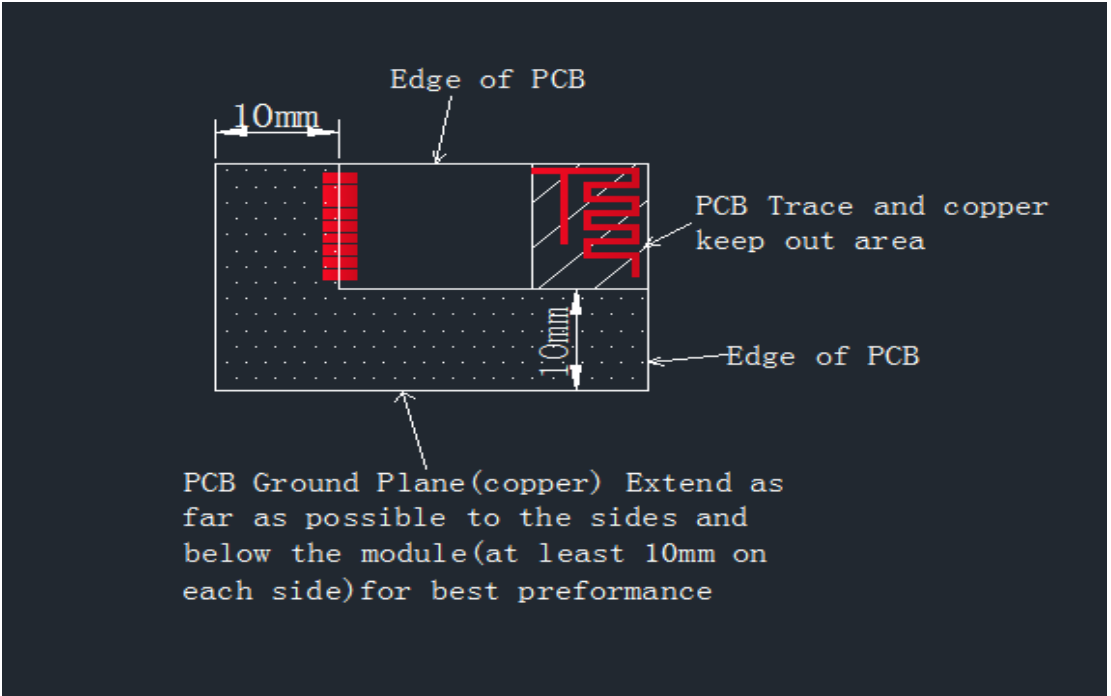 Edge of PCB
10mm
PCB Trace and copper
keep out area
10mm
Edge of PCB
PCB Ground Plane(copper) Extend as
far as possible to the sides and
below the module(at least 10mm on
each side)for best preformance